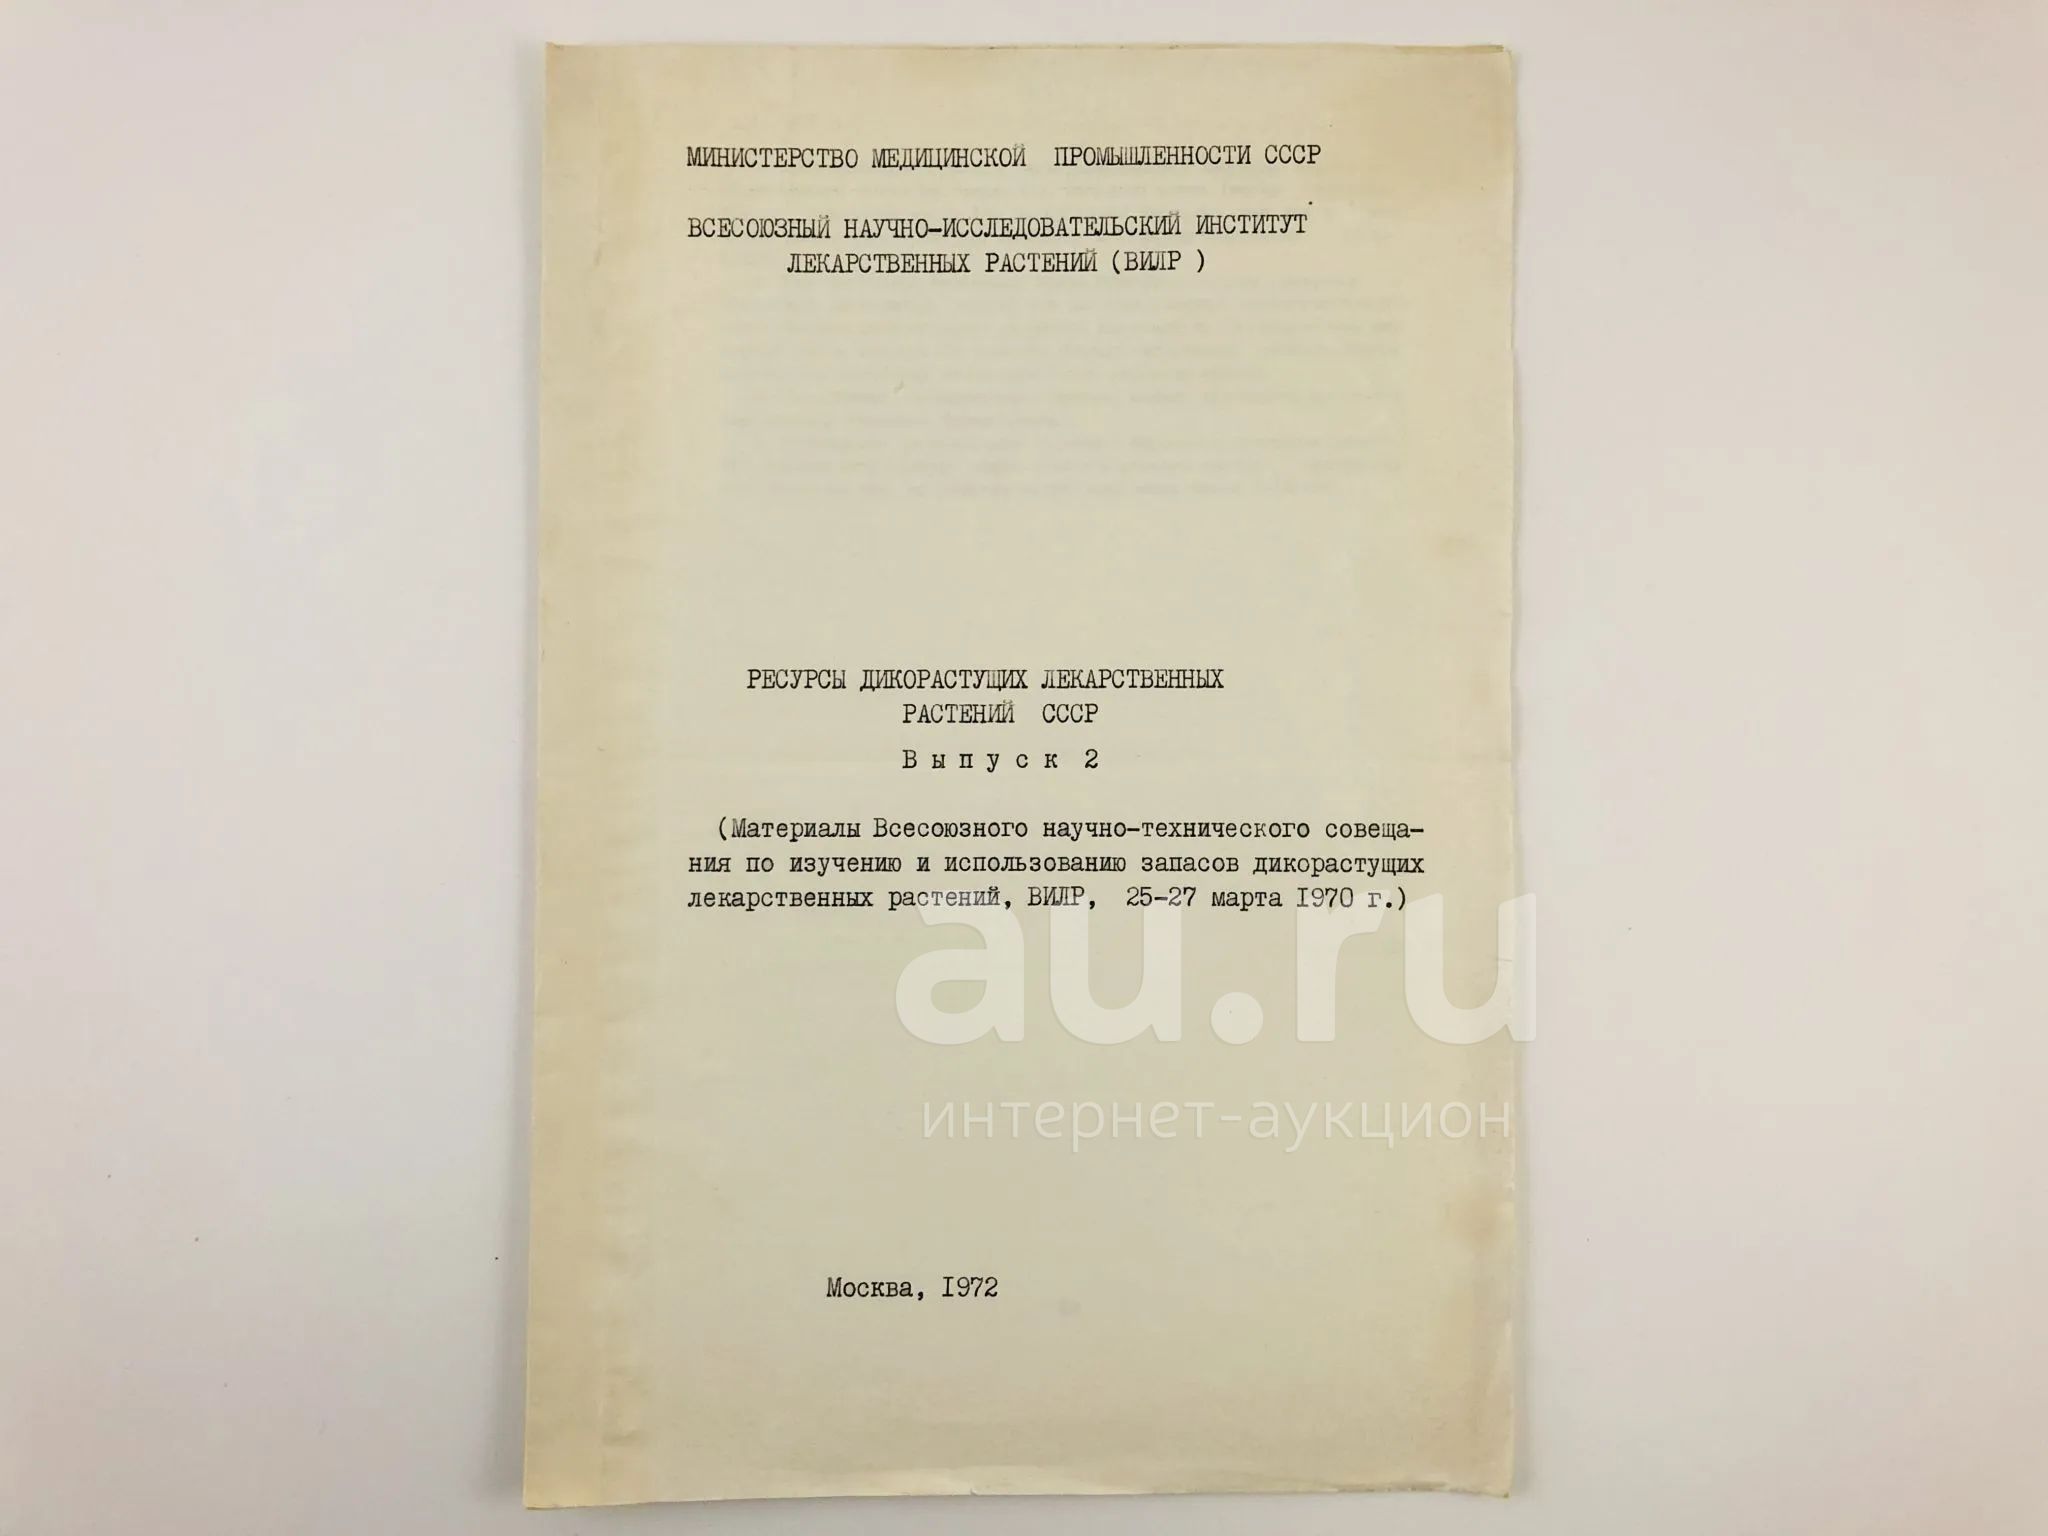 МИНИСТЕРСТВО МЕДИЦИНСКОЙ ПРОМЫШЛЕННОСТИ СССР
ВСЕСОЮЗНЫЙ НАУЧНО-ИССЛЕДОВАТЕЛЬСКИЙ ИНСТИТУТ
ЛЕКАРСТВЕННЫХ РАСТЕНИЙ (ВИЛР )
РЕСУРСЫ ДИКОРАСТУЩИХ ЛЕКАРСТВЕННЫХ
РАСТЕНИЙ СССР
В ы п у с к 2
(Материалы Всесоюзного научно-технического совеща-
ния по изучению и использованию запасов дикорастущих
лекарственных растений, ВИЛР, 25-27 марта 1970 г.)
au.ru
интернет-аукцион
Москва, 1972